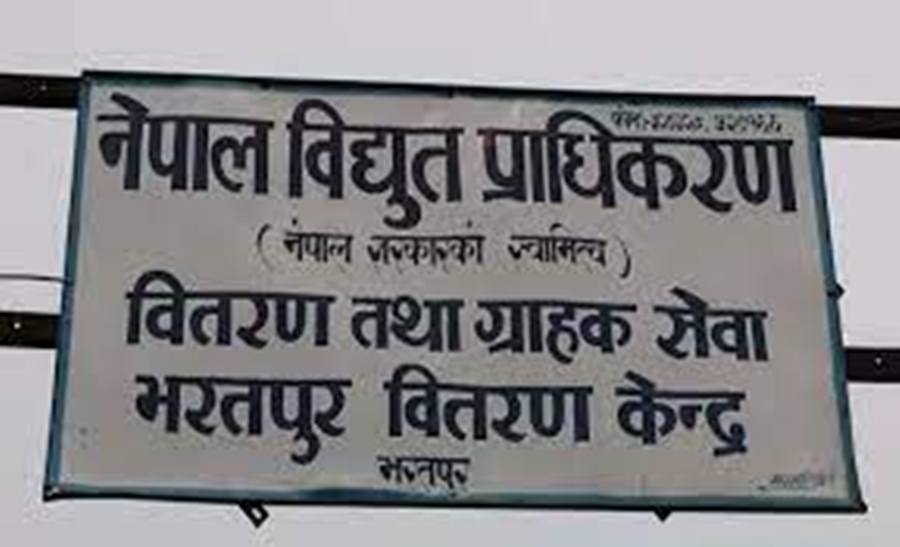 नेपाल विद्युत प्राधिकरण
(नेपाल सरकारको स्वामित्व)
वितरण तथा ग्राहक सेवा
भरतपुर वितरण केन्द्र
भरतपुर